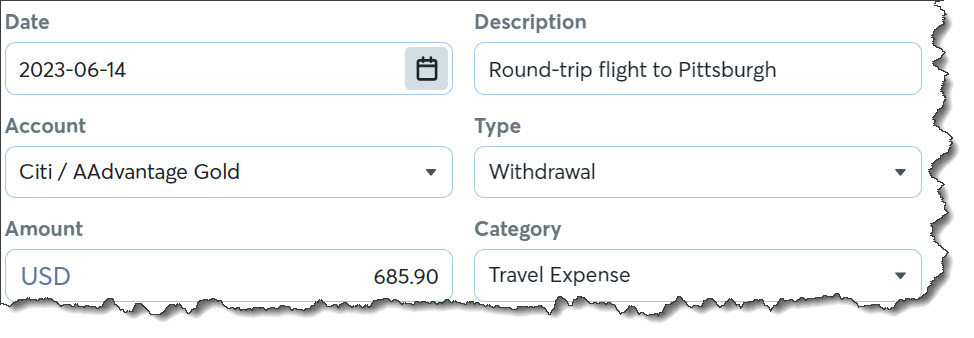 Date
Description
2023-06-14
Round-trip flight to Pittsburgh
Account
Type
Citi / AAdvantage Gold
Withdrawal
Amount
Category
USD 685.90
Travel Expense